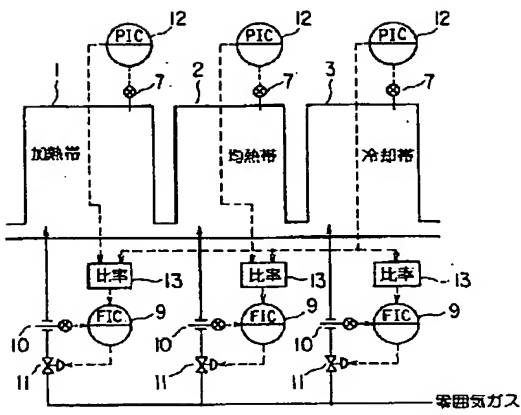 PIC 12 PIC 12 PIC 12
1 7 2 7 3 7
加熱帯 均熱帯 冷却帯
比率 13 比率 13 比率 13
FIC 9 FIC 9 FIC 9
10 10 10
11 11 11
雰囲気ガス